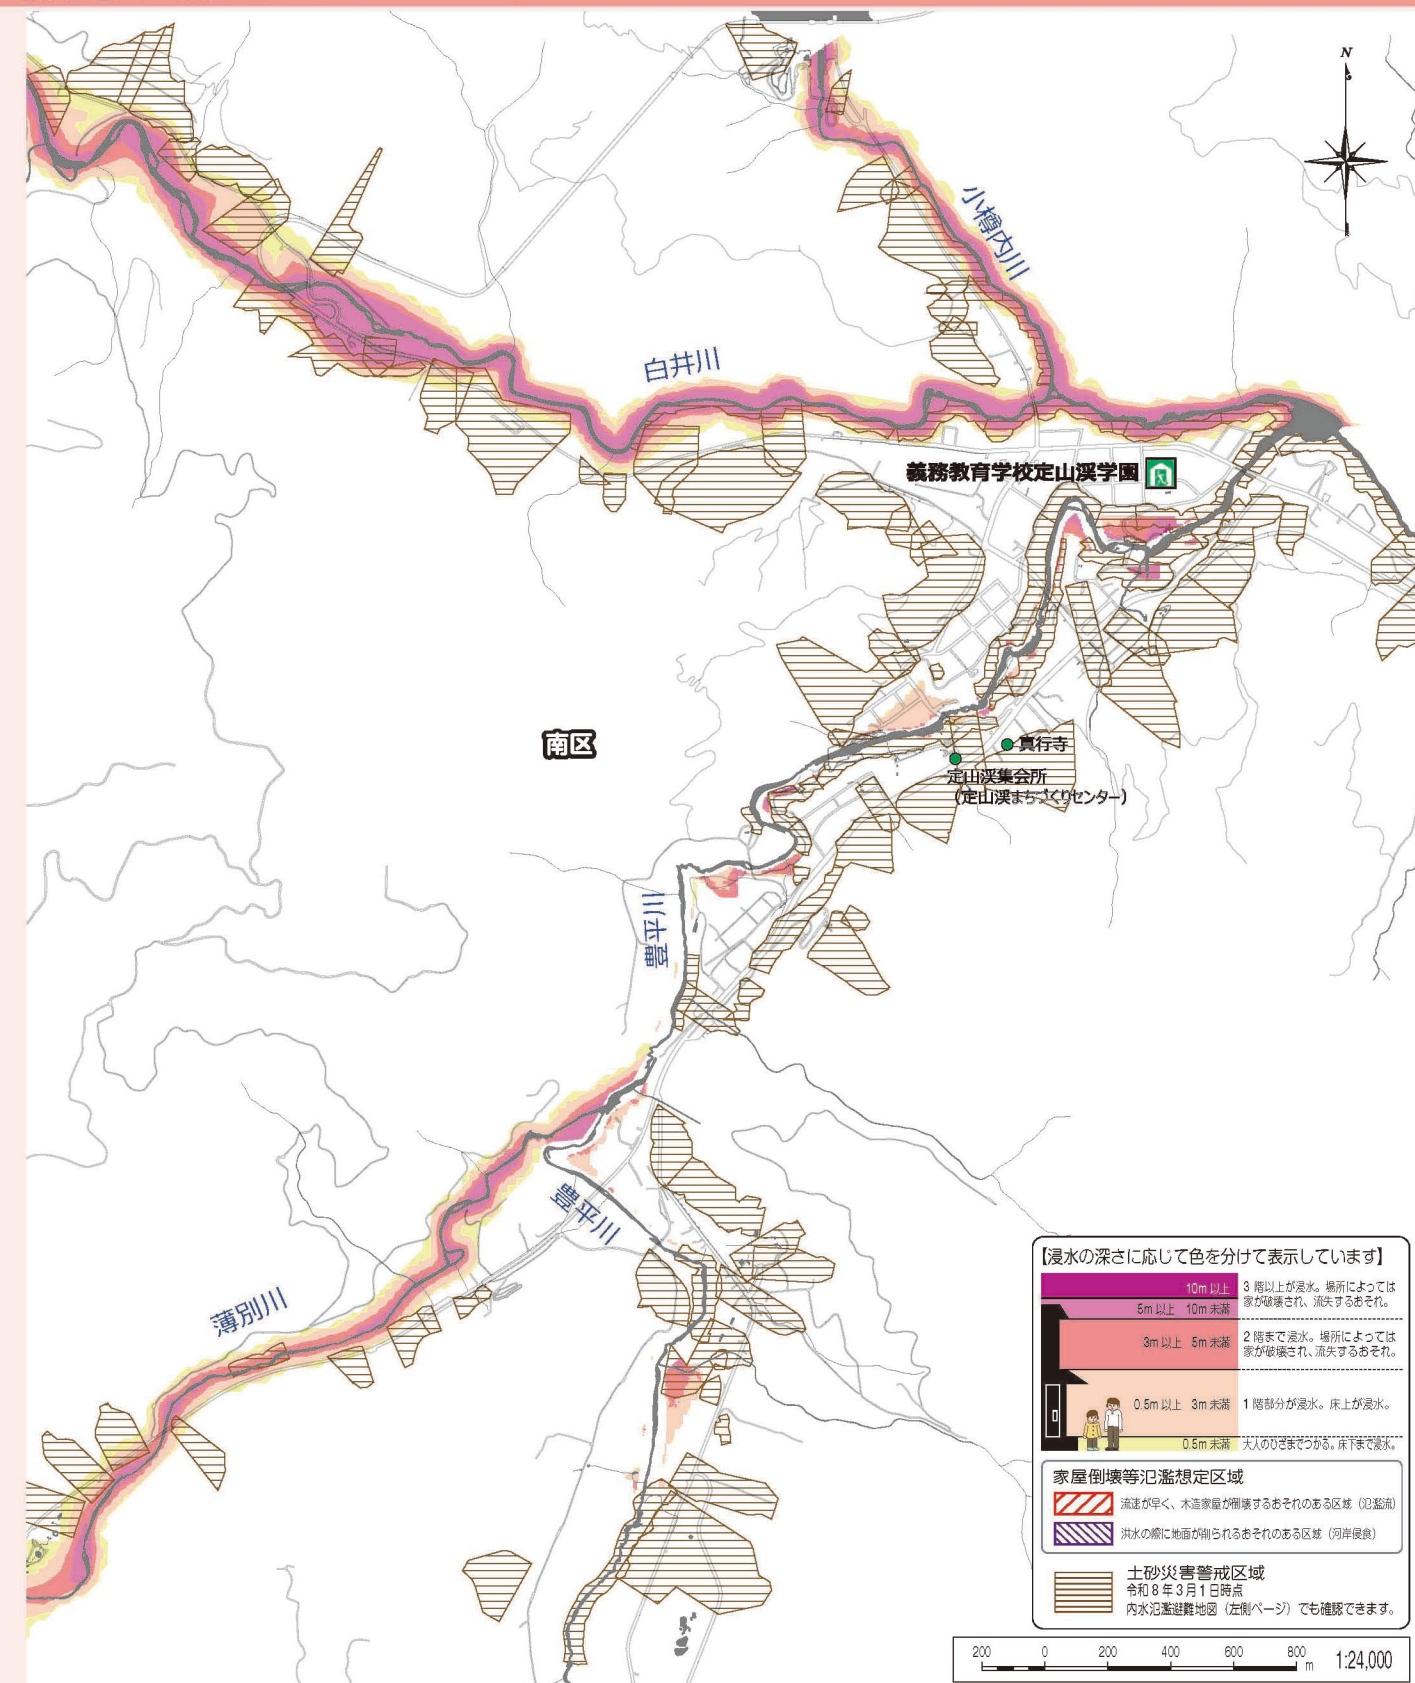 N
小樽内川
白井川
義務教育学校定山渓学園
南区
真行寺
定山渓集会所
(定山渓まちづくりセンター)
豊平川
豊平川
薄別川
【浸水の深さに応じて色を分けて表示しています】
10m 以上
3 階以上が浸水。場所によっては
家が破壊され、流失するおそれ。
5m 以上 10m 未満
3m 以上 5m 未満
2 階まで浸水。場所によっては
家が破壊され、流失するおそれ。
0.5m 以上 3m 未満
1 階部分が浸水。床上が浸水。
0.5m 未満
大人のひざまでつかる。床下まで浸水。
家屋倒壊等氾濫想定区域
流速が早く、木造家屋が倒壊するおそれのある区域(氾濫流)
洪水の際に地面が削られるおそれのある区域(河岸侵食)
土砂災害警戒区域
令和8年3月1日時点
内水氾濫避難地図(左側ページ)でも確認できます。
200 0 200 400 600 800 m
1:24,000